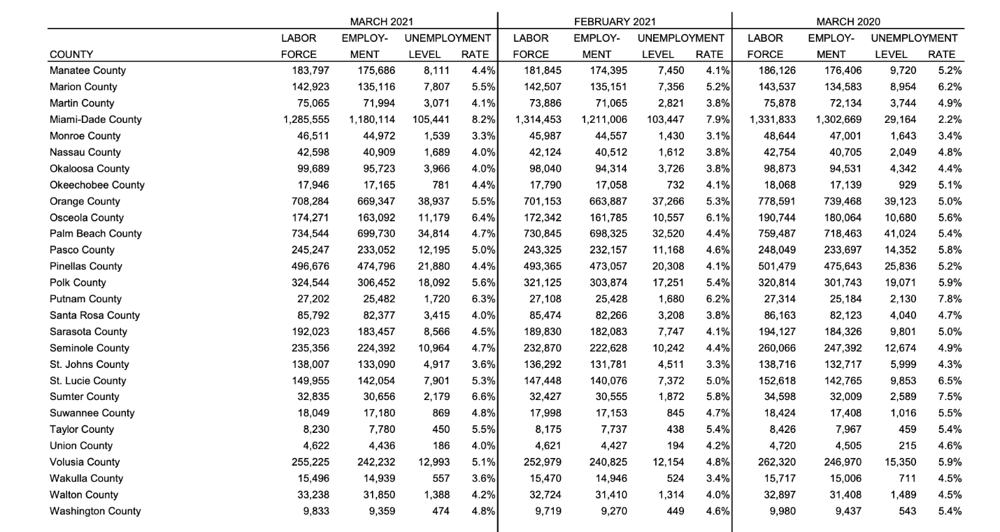 MARCH 2021 FEBRUARY 2021 MARCH 2020
LABOR EMPLOY- UNEMPLOYMENT LABOR EMPLOY- UNEMPLOYMENT LABOR EMPLOY- UNEMPLOYMENT
COUNTY FORCE MENT LEVEL RATE FORCE MENT LEVEL RATE FORCE MENT LEVEL RATE
Manatee County 183,797 175,686 8,111 4.4% 181,845 174,395 7,450 4.1% 186,126 176,406 9,720 5.2%
Marion County 142,923 135,116 7,807 5.5% 142,507 135,151 7,356 5.2% 143,537 134,583 8,954 6.2%
Martin County 75,065 71,994 3,071 4.1% 73,886 71,065 2,821 3.8% 75,878 72,134 3,744 4.9%
Miami-Dade County 1,285,555 1,180,114 105,441 8.2% 1,314,453 1,211,006 103,447 7.9% 1,331,833 1,302,669 29,164 2.2%
Monroe County 46,511 44,972 1,539 3.3% 45,987 44,557 1,430 3.1% 48,644 47,001 1,643 3.4%
Nassau County 42,598 40,909 1,689 4.0% 42,124 40,512 1,612 3.8% 42,754 40,705 2,049 4.8%
Okaloosa County 99,689 95,723 3,966 4.0% 98,040 94,314 3,726 3.8% 98,873 94,531 4,342 4.4%
Okeechobee County 17,946 17,165 781 4.4% 17,790 17,058 732 4.1% 18,068 17,139 929 5.1%
Orange County 708,284 669,347 38,937 5.5% 701,153 663,887 37,266 5.3% 778,591 739,468 39,123 5.0%
Osceola County 174,271 163,092 11,179 6.4% 172,342 161,785 10,557 6.1% 190,744 180,064 10,680 5.6%
Palm Beach County 734,544 699,730 34,814 4.7% 730,845 698,325 32,520 4.4% 759,487 718,463 41,024 5.4%
Pasco County 245,247 233,052 12,195 5.0% 243,325 232,157 11,168 4.6% 248,049 233,697 14,352 5.8%
Pinellas County 496,676 474,796 21,880 4.4% 493,365 473,057 20,308 4.1% 501,479 475,643 25,836 5.2%
Polk County 324,544 306,452 18,092 5.6% 321,125 303,874 17,251 5.4% 320,814 301,743 19,071 5.9%
Putnam County 27,202 25,482 1,720 6.3% 27,108 25,428 1,680 6.2% 27,314 25,184 2,130 7.8%
Santa Rosa County 85,792 82,377 3,415 4.0% 85,474 82,266 3,208 3.8% 86,163 82,123 4,040 4.7%
Sarasota County 192,023 183,457 8,566 4.5% 189,830 182,083 7,747 4.1% 194,127 184,326 9,801 5.0%
Seminole County 235,356 224,392 10,964 4.7% 232,870 222,628 10,242 4.4% 260,066 247,392 12,674 4.9%
St. Johns County 138,007 133,090 4,917 3.6% 136,292 131,781 4,511 3.3% 138,716 132,717 5,999 4.3%
St. Lucie County 149,955 142,054 7,901 5.3% 147,448 140,076 7,372 5.0% 152,618 142,765 9,853 6.5%
Sumter County 32,835 30,656 2,179 6.6% 32,427 30,555 1,872 5.8% 34,598 32,009 2,589 7.5%
Suwannee County 18,049 17,180 869 4.8% 17,998 17,153 845 4.7% 18,424 17,408 1,016 5.5%
Taylor County 8,230 7,780 450 5.5% 8,175 7,737 438 5.4% 8,426 7,967 459 5.4%
Union County 4,622 4,436 186 4.0% 4,621 4,427 194 4.2% 4,720 4,505 215 4.6%
Volusia County 255,225 242,232 12,993 5.1% 252,979 240,825 12,154 4.8% 262,320 246,970 15,350 5.9%
Wakulla County 15,496 14,939 557 3.6% 15,470 14,946 524 3.4% 15,717 15,006 711 4.5%
Walton County 33,238 31,850 1,388 4.2% 32,724 31,410 1,314 4.0% 32,897 31,408 1,489 4.5%
Washington County 9,833 9,359 474 4.8% 9,719 9,270 449 4.6% 9,980 9,437 543 5.4%